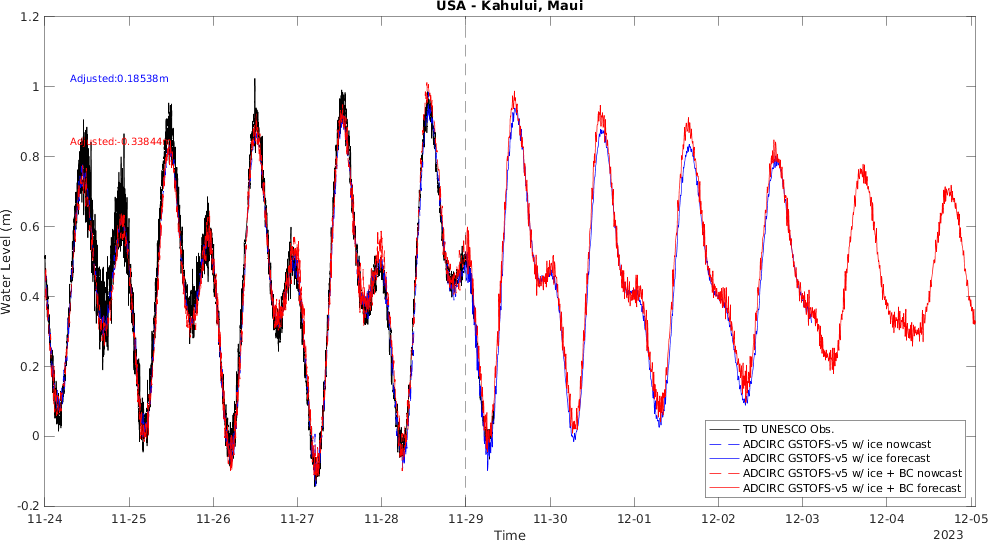 USA - Kahului, Maui
1.2
1
0.8
0.6
0.4
0.2
0
-0.2
Water Level (m)
Adjusted:0.18538m
Adjusted:-0.33844m
TD UNESCO Obs.
ADCIRC GSTOFS-v5 w/ ice nowcast
ADCIRC GSTOFS-v5 w/ ice forecast
ADCIRC GSTOFS-v5 w/ ice + BC nowcast
ADCIRC GSTOFS-v5 w/ ice + BC forecast
11-24 11-25 11-26 11-27 11-28 11-29 11-30 12-01 12-02 12-03 12-04 12-05
Time
2023